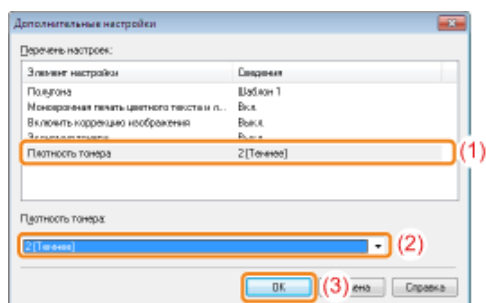 Дополнительные настройки
Перечень настроек:
Элемент настройки Сведения
Полутона Шаблон 1
Монохромная печать цветного текста и л... Вкл.
Включить коррекцию изображения Выкл.
Плотность тонера 2 [Темнее]
(1)
Плотность тонера:
2 [Темнее] (2)
OK (3) ена Справка